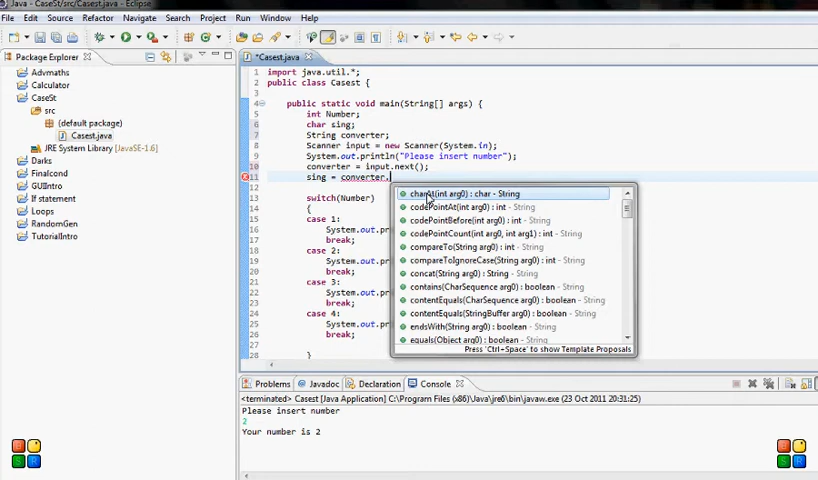 Java - CaseSt/src/Casest.java - Eclipse
File Edit Source Refactor Navigate Search Project Run Window Help
Package Explorer
Advmaths
Calculator
CaseSt
src
(default package)
Casest.java
JRE System Library [JavaSE-1.6]
Darks
Finalcond
GUIIntro
If statement
Loops
RandomGen
TutorialIntro
*Casest.java
1 import java.util.*;
2 public class Casest {
3
4 public static void main(String[] args) {
5 int Number;
6 char sing;
7 String converter;
8 Scanner input = new Scanner(System.in);
9 System.out.println("Please insert number");
10 converter = input.next();
11 sing = converter.
12
13 switch(Number)
14 {
15 case 1:
16 System.out.pr
17 break;
18 case 2:
19 System.out.pr
20 break;
21 case 3:
22 System.out.pr
23 break;
24 case 4:
25 System.out.pr
26 break;
27
28 }
charAt(int arg0) : char - String
codePointAt(int arg0) : int - String
codePointBefore(int arg0) : int - String
codePointCount(int arg0, int arg1) : int - String
compareTo(String arg0) : int - String
compareToIgnoreCase(String arg0) : int - String
concat(String arg0) : String - String
contains(CharSequence arg0) : boolean - String
contentEquals(CharSequence arg0) : boolean - String
contentEquals(StringBuffer arg0) : boolean - String
endsWith(String arg0) : boolean - String
equals(Object arg0) : boolean - String
Press 'Ctrl+Space' to show Template Proposals
Problems Javadoc Declaration Console
<terminated> Casest [Java Application] C:\Program Files\Java\jre6\bin\javaw.exe (23 Oct 2011 20:31:25)
Please insert number
2
Your number is 2
S R
S R